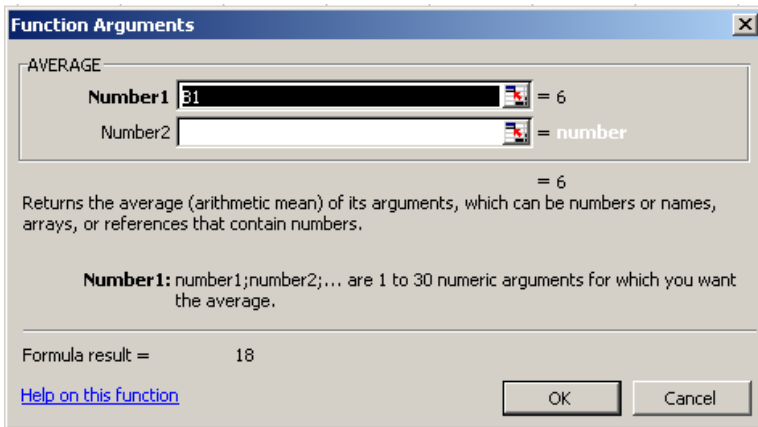 Function Arguments
AVERAGE
Number1 B1 = 6
Number2 = number
= 6
Returns the average (arithmetic mean) of its arguments, which can be numbers or names,
arrays, or references that contain numbers.
Number1: number1;number2;... are 1 to 30 numeric arguments for which you want
the average.
Formula result = 18
Help on this function
OK Cancel